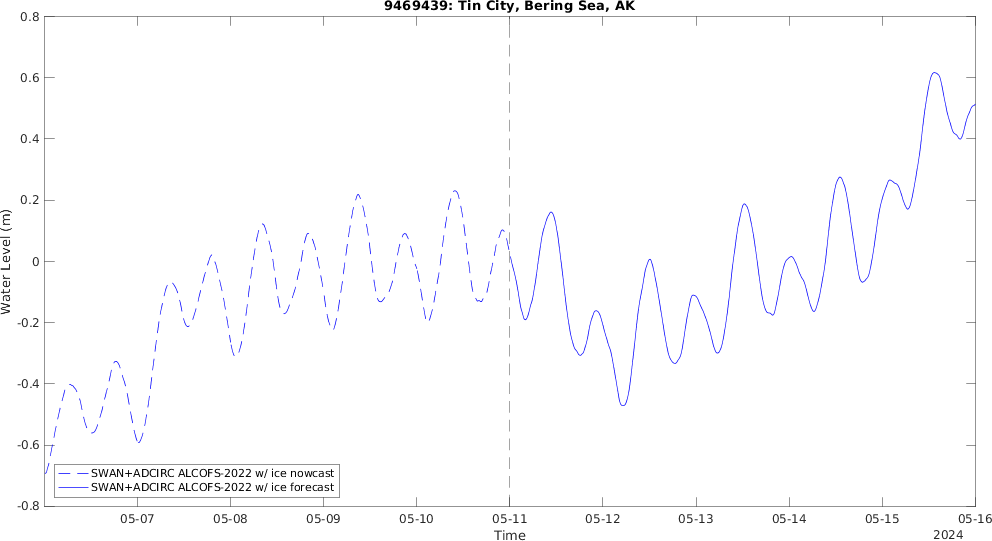 9469439: Tin City, Bering Sea, AK
0.8
0.6
0.4
0.2
0
-0.2
-0.4
-0.6
-0.8
Water Level (m)
SWAN+ADCIRC ALCOFS-2022 w/ ice nowcast
SWAN+ADCIRC ALCOFS-2022 w/ ice forecast
05-07 05-08 05-09 05-10 05-11 05-12 05-13 05-14 05-15 05-16
Time
2024